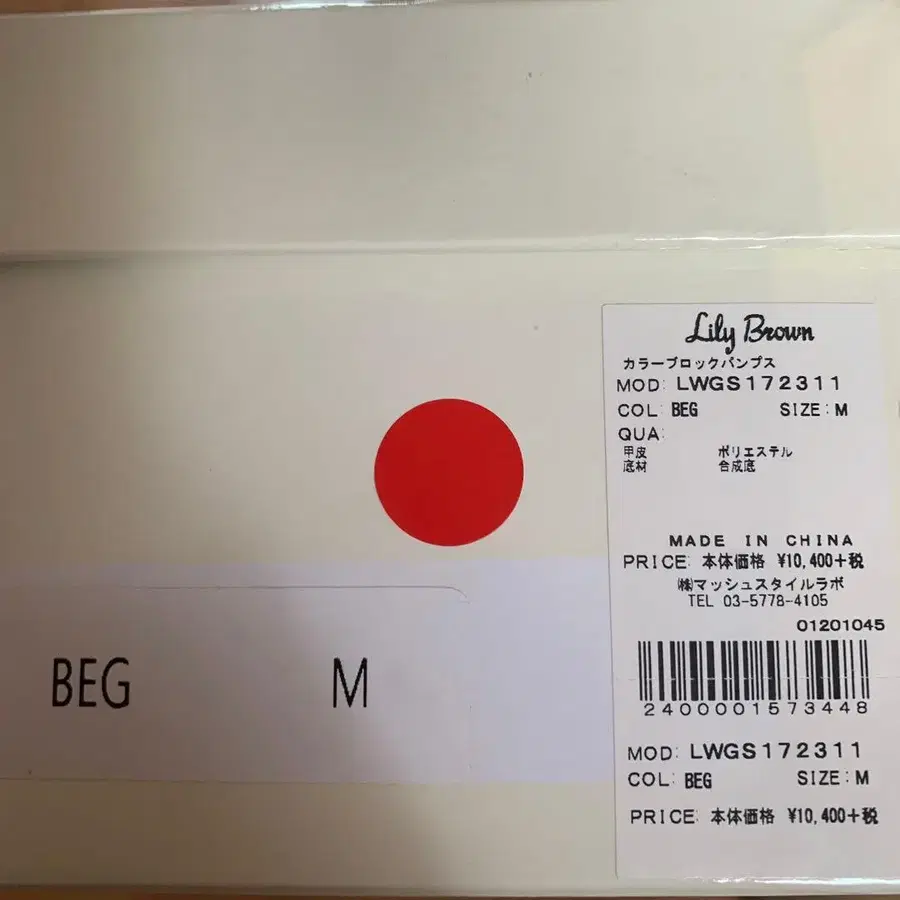 BEG M
Lily Brown
カラーブロックパンプス
MOD: LWGS172311
COL: BEG SIZE:M
QUA:
甲皮 ポリエステル
底材 合成底
MADE IN CHINA
PRICE: 本体価格 ¥10,400+税
㈱マッシュスタイルラボ
TEL 03-5778-4105
01201045
2400001573448
MOD: LWGS172311
COL: BEG SIZE:M
PRICE: 本体価格 ¥10,400+税